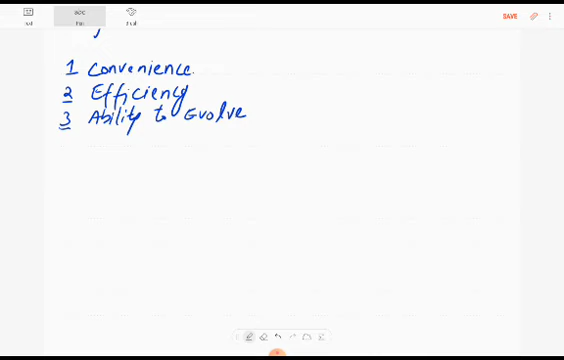 SAVE
1 Convenience.
2 Efficiency
3 Ability to Evolve